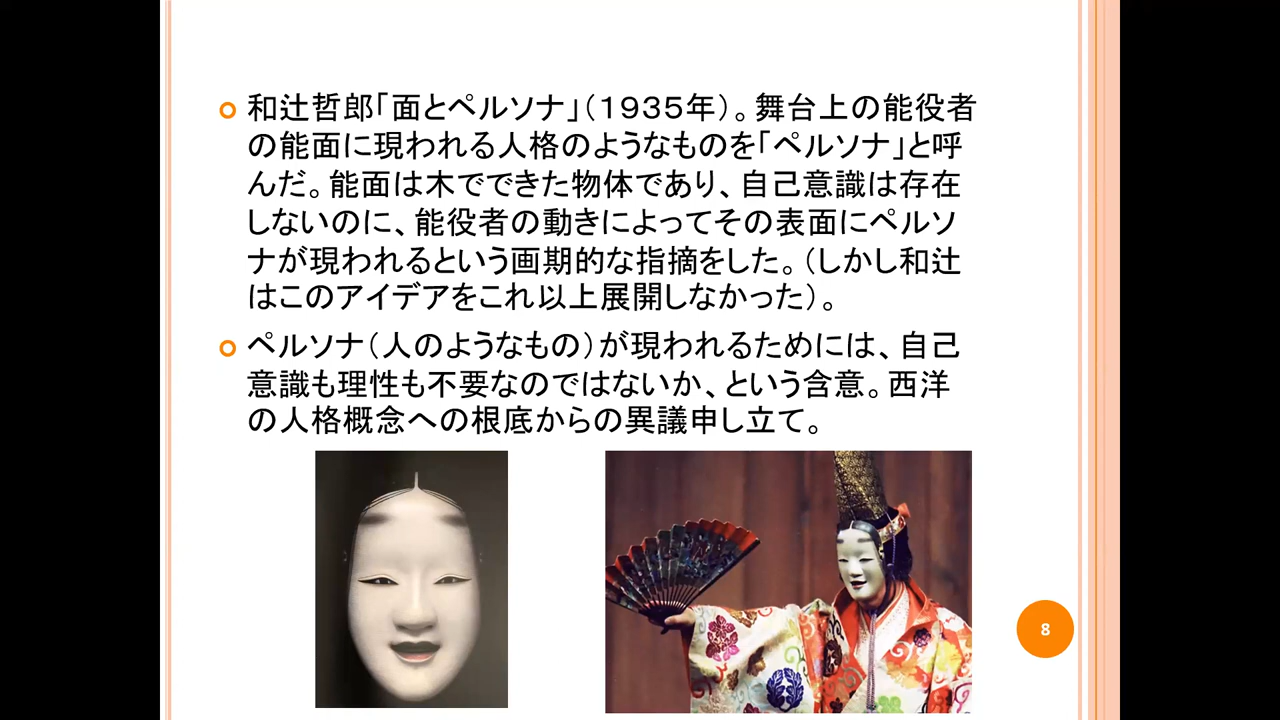 和辻哲郎「面とペルソナ」（１９３５年）。舞台上の能役者
の能面に現われる人格のようなものを「ペルソナ」と呼
んだ。能面は木でできた物体であり、自己意識は存在
しないのに、能役者の動きによってその表面にペルソ
ナが現われるという画期的な指摘をした。（しかし和辻
はこのアイデアをこれ以上展開しなかった）。
ペルソナ（人のようなもの）が現われるためには、自己
意識も理性も不要なのではないか、という含意。西洋
の人格概念への根底からの異議申し立て。
8